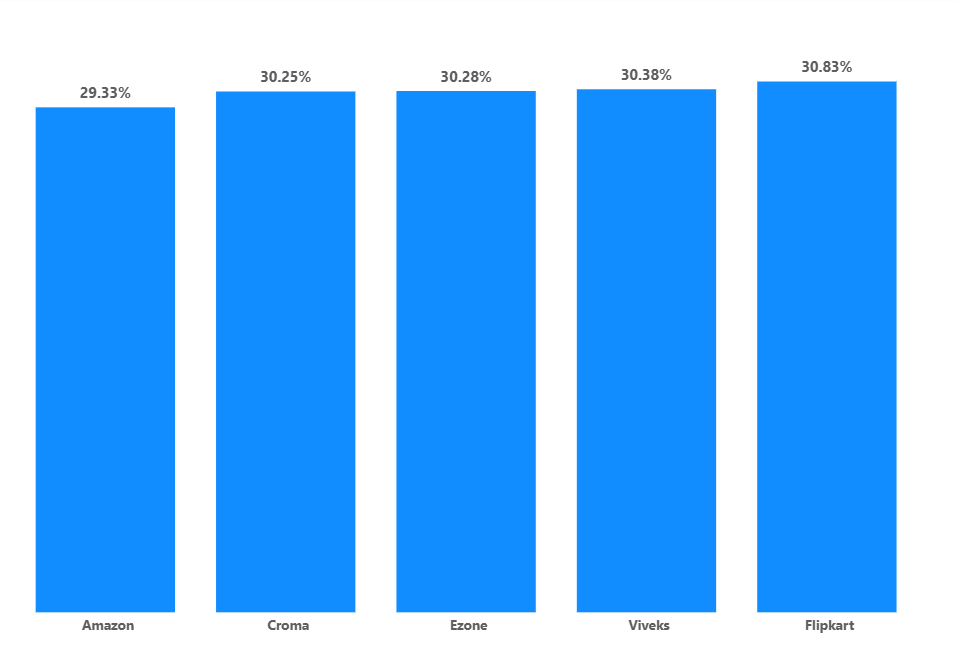 29.33%
30.25%
30.28%
30.38%
30.83%
Amazon
Croma
Ezone
Viveks
Flipkart